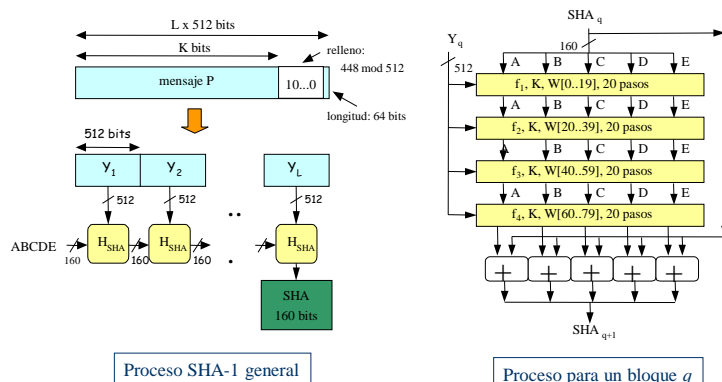 L x 512 bits
K bits
relleno:
448 mod 512
mensaje P
10...0
longitud: 64 bits
512 bits
Y1
Y2
YL
512
512
512
ABCDE
HSHA
HSHA
HSHA
160
160
160
160
SHA
160 bits
Proceso SHA-1 general
SHA q
Yq
160
512
A B C D E
f1, K, W[0..19], 20 pasos
A B C D E
f2, K, W[20..39], 20 pasos
A B C D E
f3, K, W[40..59], 20 pasos
A B C D E
f4, K, W[60..79], 20 pasos
+ + + + +
SHA q+1
Proceso para un bloque q